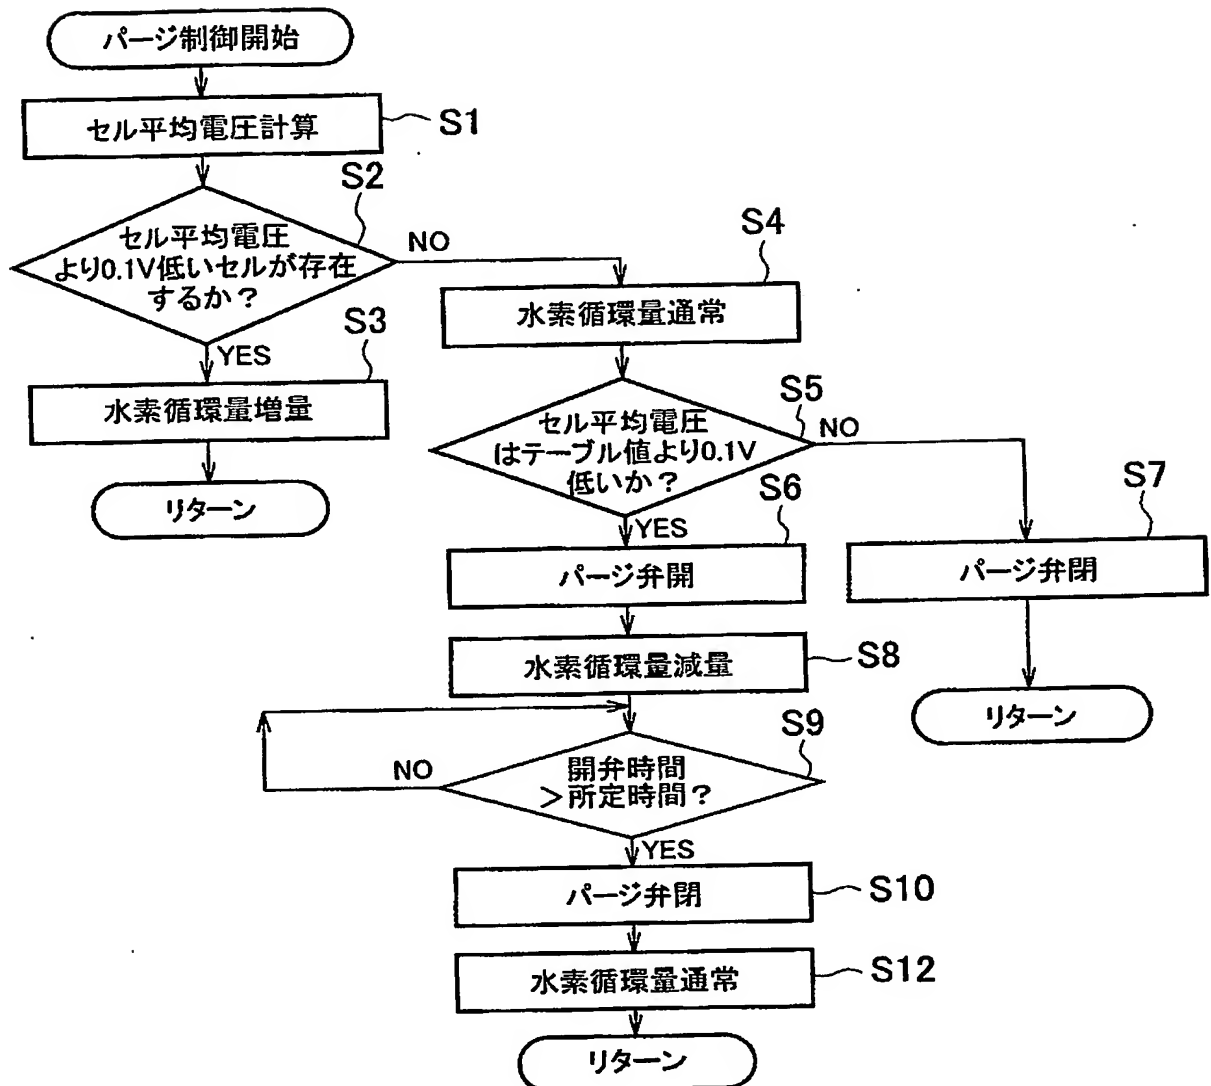 パージ制御開始
セル平均電圧計算
S1
S2
セル平均電圧
より0.1V低いセルが存在
するか？
NO
YES
S3
水素循環量増量
リターン
S4
水素循環量通常
S5
セル平均電圧
はテーブル値より0.1V
低いか？
NO
YES
S6
パージ弁開
S7
パージ弁閉
リターン
水素循環量減量
S8
S9
開弁時間
＞所定時間？
NO
YES
パージ弁閉
S10
水素循環量通常
S12
リターン